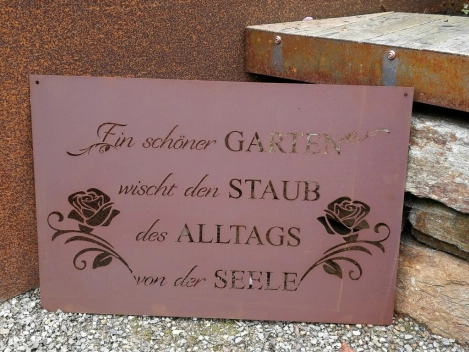 Ein schöner GARTEN
wischt den STAUB
des ALLTAGS
von der SEELE